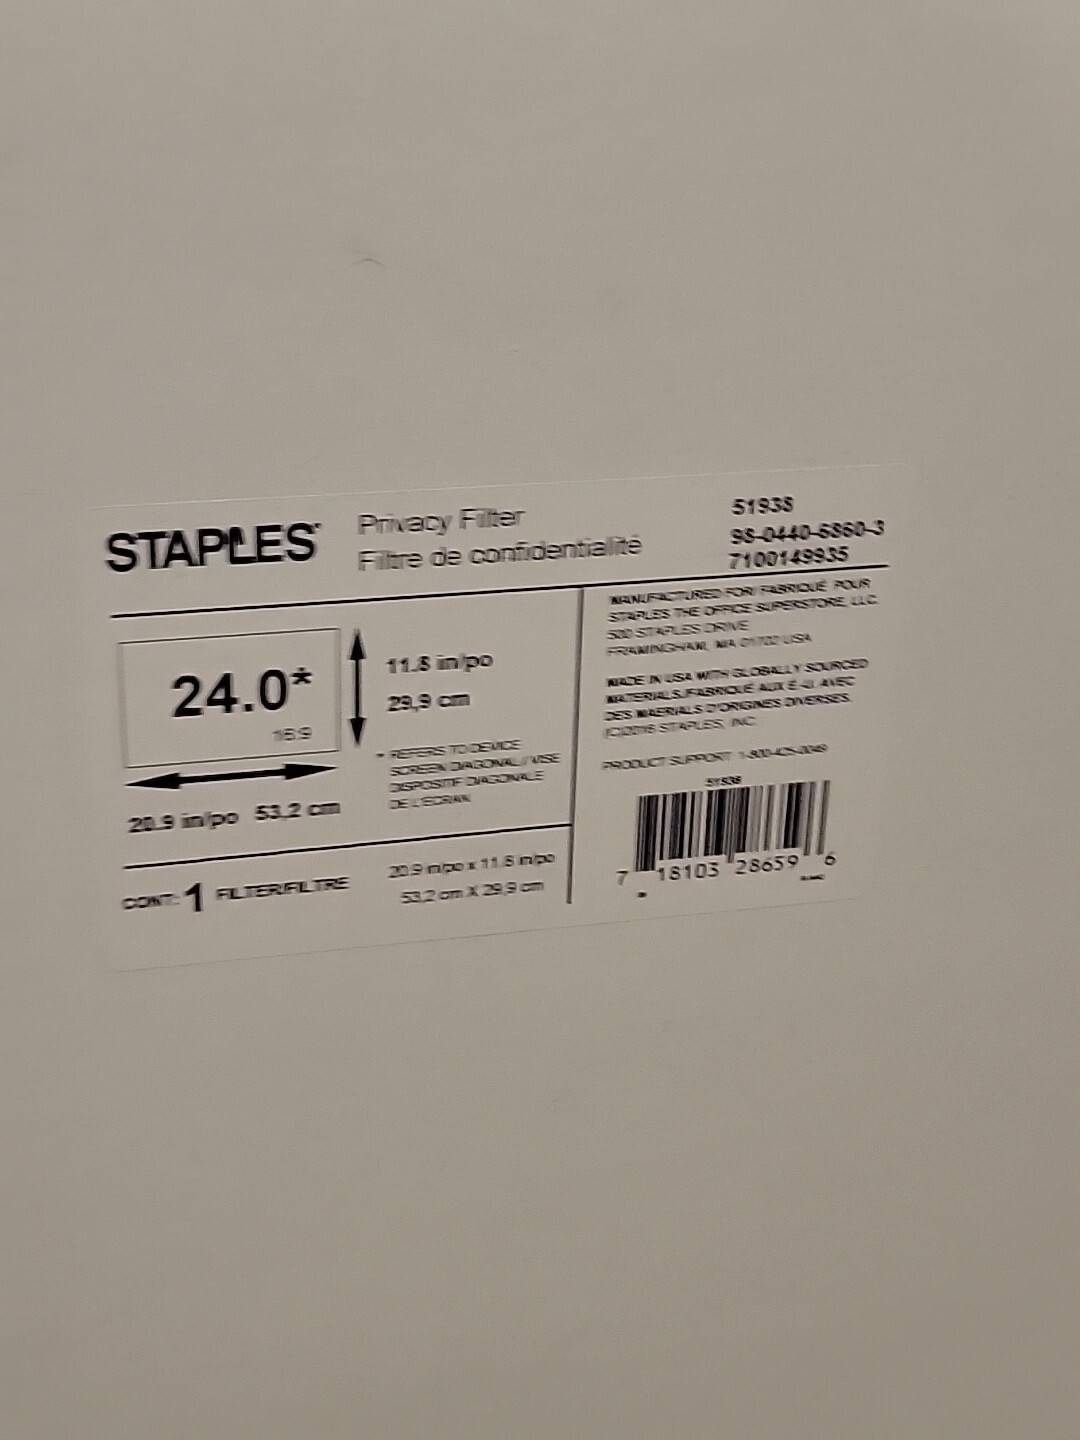 STAPLES
Privacy Filter
Filtre de confidentialité
51938
98-0440-6860-3
7100149935
24.0*
16:9
11.8 in/po
29,9 cm
* REFERS TO DEVICE
SCREEN DIAGONAL / VISE
DISPOSITIF DIAGONALE
DE L'ECRAN
20.9 in/po 53,2 cm
CONT: 1 FILTER/FILTRE
20.9 in/po x 11.8 in/po
53,2 cm X 29,9 cm
MANUFACTURED FOR/ FABRIQUÉ POUR
STAPLES THE OFFICE SUPERSTORE, LLC
500 STAPLES DRIVE
FRAMINGHAM, MA 01702 USA
MADE IN USA WITH GLOBALLY SOURCED
MATERIALS./FABRIQUÉ AUX É.-U. AVEC
DES MAERIALS D'ORIGINES DIVERSES.
(C)2016 STAPLES, INC.
PRODUCT SUPPORT 1-800-425-0049
51938
7 18103 28659 6